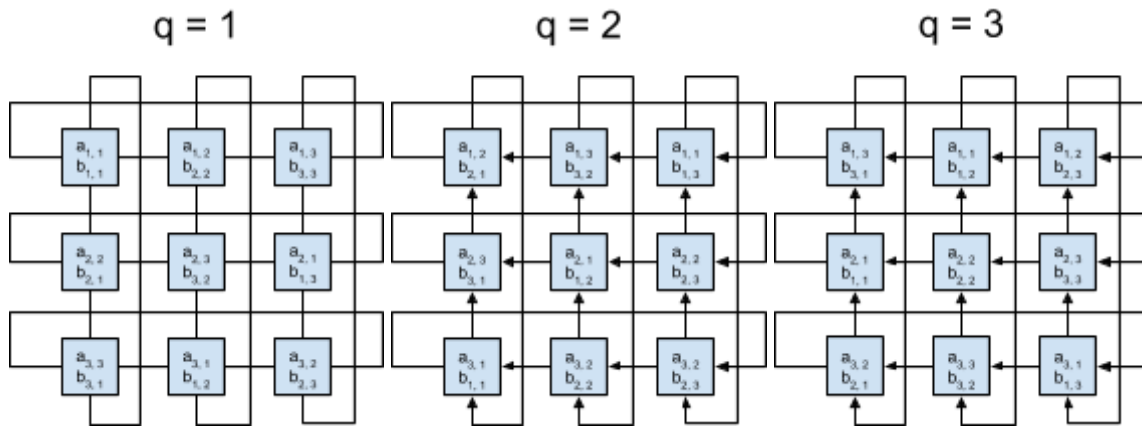 q = 1
a1, 1
b1, 1
a1, 2
b2, 2
a1, 3
b3, 3
a2, 2
b2, 1
a2, 3
b3, 2
a2, 1
b1, 3
a3, 3
b3, 1
a3, 1
b1, 2
a3, 2
b2, 3
q = 2
a1, 2
b2, 1
a1, 3
b3, 2
a1, 1
b1, 3
a2, 3
b3, 1
a2, 1
b1, 2
a2, 2
b2, 3
a3, 1
b1, 1
a3, 2
b2, 2
a3, 2
b2, 3
q = 3
a1, 3
b3, 1
a1, 1
b1, 2
a1, 2
b2, 3
a2, 1
b1, 1
a2, 2
b2, 2
a2, 3
b3, 3
a3, 2
b2, 1
a3, 3
b3, 2
a3, 1
b1, 3